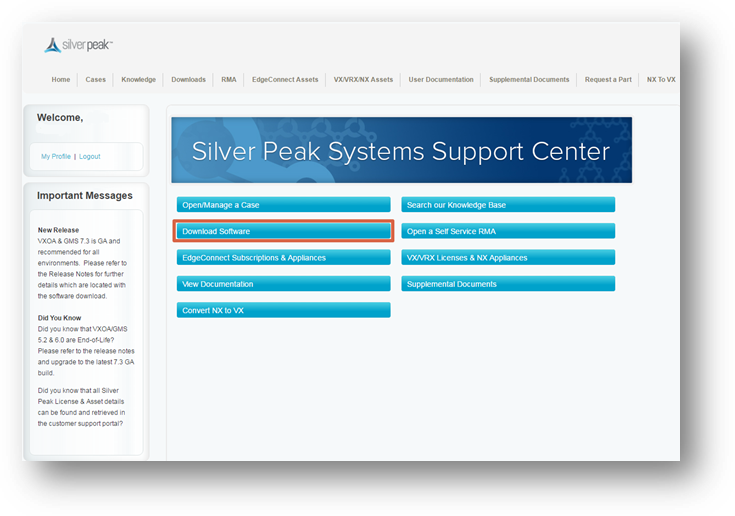 silver peak™
Home
Cases
Knowledge
Downloads
RMA
EdgeConnect Assets
VX/VRX/NX Assets
User Documentation
Supplemental Documents
Request a Part
NX To VX
Welcome,
My Profile | Logout
Important Messages
New Release
VXOA & GMS 7.3 is GA and
recommended for all
environments. Please refer to
the Release Notes for further
details which are located with
the software download.
Did You Know
Did you know that VXOA/GMS
5.2 & 6.0 are End-of-Life?
Please refer to the release notes
and upgrade to the latest 7.3 GA
build.
Did you know that all Silver
Peak License & Asset details
can be found and retrieved in
the customer support portal?
Silver Peak Systems Support Center
Open/Manage a Case
Search our Knowledge Base
Download Software
Open a Self Service RMA
EdgeConnect Subscriptions & Appliances
VX/VRX Licenses & NX Appliances
View Documentation
Supplemental Documents
Convert NX to VX